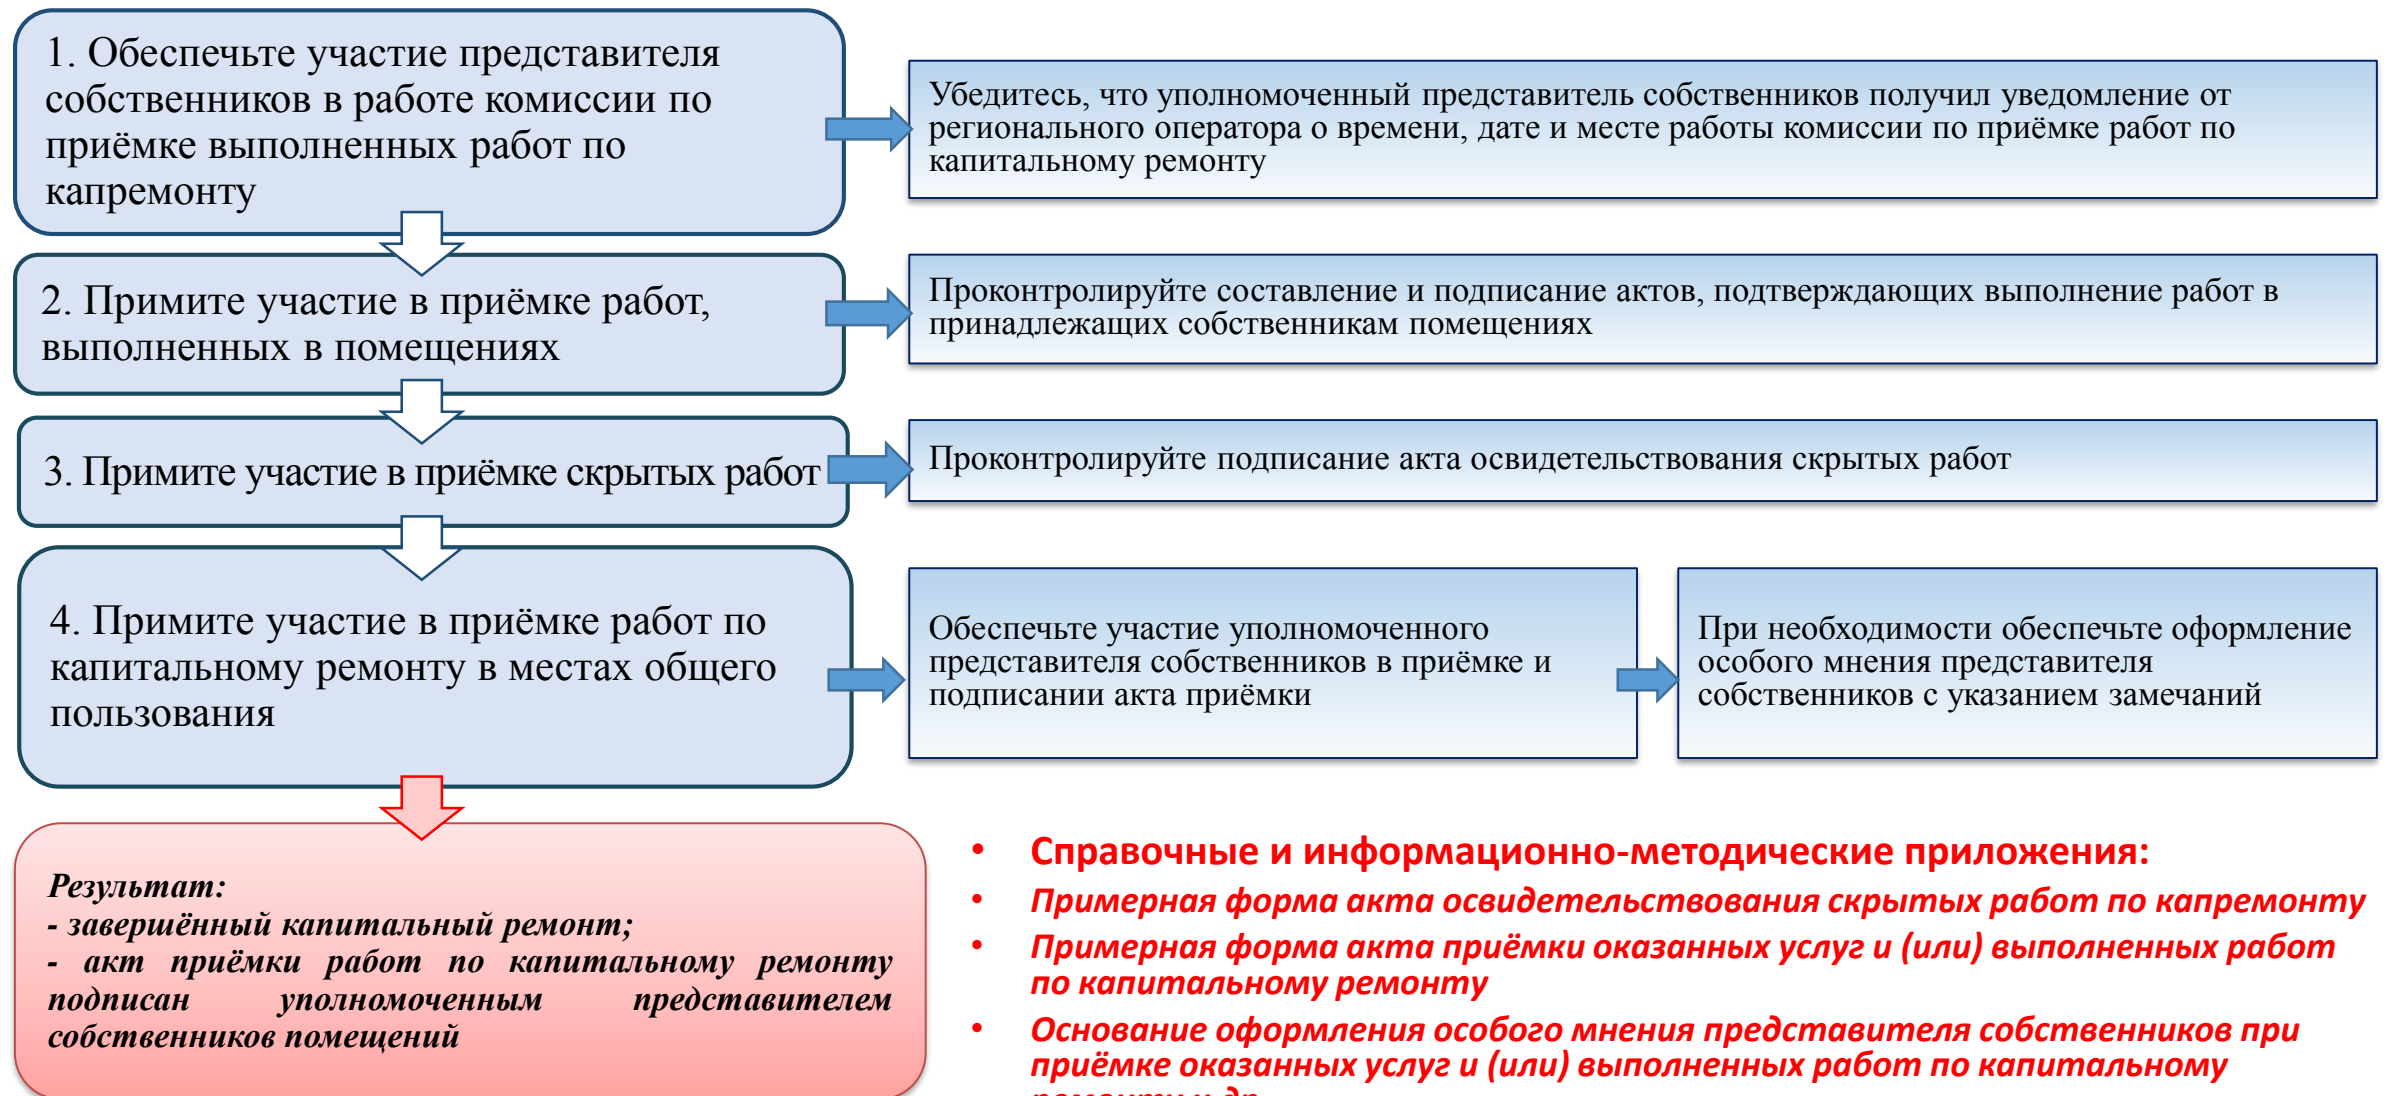 1. Обеспечьте участие представителя
собственников в работе комиссии по
приёмке выполненных работ по
капремонту
Убедитесь, что уполномоченный представитель собственников получил уведомление от
регионального оператора о времени, дате и месте работы комиссии по приёмке работ по
капитальному ремонту
2. Примите участие в приёмке работ,
выполненных в помещениях
Проконтролируйте составление и подписание актов, подтверждающих выполнение работ в
принадлежащих собственникам помещениях
3. Примите участие в приёмке скрытых работ
Проконтролируйте подписание акта освидетельствования скрытых работ
4. Примите участие в приёмке работ по
капитальному ремонту в местах общего
пользования
Обеспечьте участие уполномоченного
представителя собственников в приёмке и
подписании акта приёмки
При необходимости обеспечьте оформление
особого мнения представителя
собственников с указанием замечаний
Результат:
- завершённый капитальный ремонт;
- акт приёмки работ по капитальному ремонту
подписан уполномоченным представителем
собственников помещений
• Справочные и информационно-методические приложения:
• Примерная форма акта освидетельствования скрытых работ по капремонту
• Примерная форма акта приёмки оказанных услуг и (или) выполненных работ
по капитальному ремонту
• Основание оформления особого мнения представителя собственников при
приёмке оказанных услуг и (или) выполненных работ по капитальному